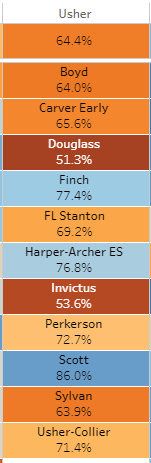 Usher
64.4%
Boyd
64.0%
Carver Early
65.6%
Douglass
51.3%
Finch
77.4%
FL Stanton
69.2%
Harper-Archer ES
76.8%
Invictus
53.6%
Perkerson
72.7%
Scott
86.0%
Sylvan
63.9%
Usher-Collier
71.4%